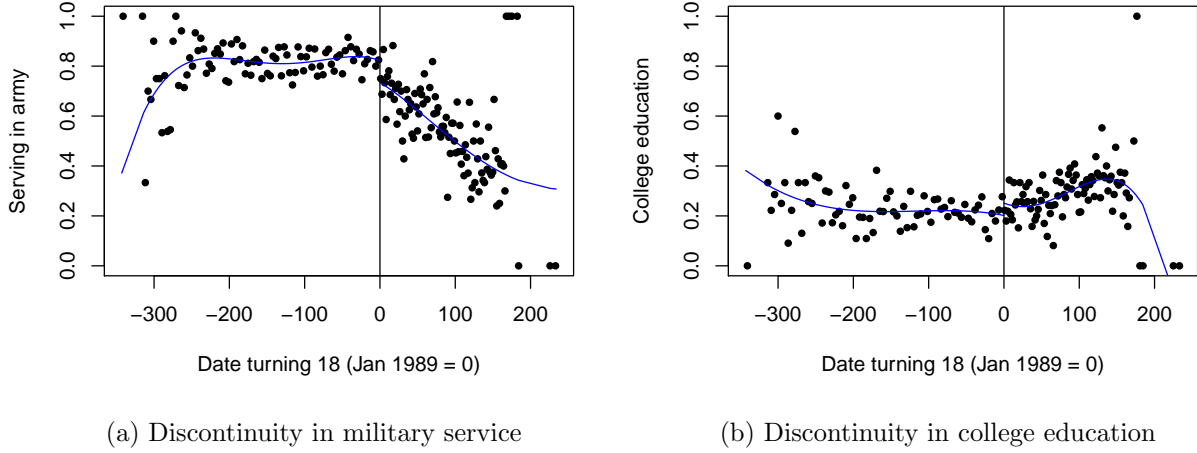 Serving in army
1.0
0.8
0.6
0.4
0.2
0.0
−300 −200 −100 0 100 200
Date turning 18 (Jan 1989 = 0)
(a) Discontinuity in military service
College education
1.0
0.8
0.6
0.4
0.2
0.0
−300 −200 −100 0 100 200
Date turning 18 (Jan 1989 = 0)
(b) Discontinuity in college education